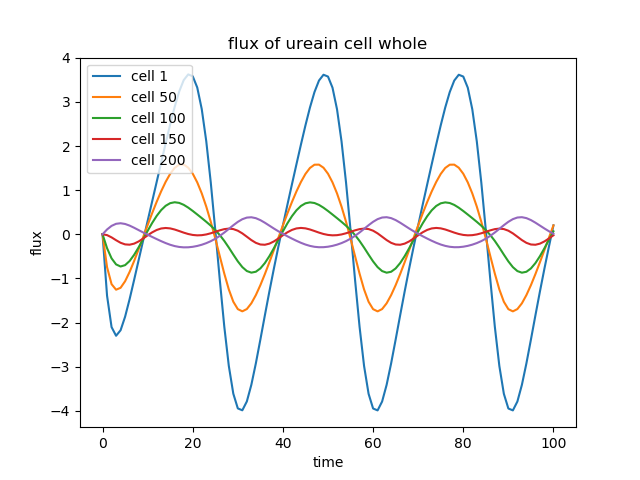 flux of ureain cell whole
cell 1
cell 50
cell 100
cell 150
cell 200
4
3
2
1
0
−1
−2
−3
−4
flux
0 20 40 60 80 100
time